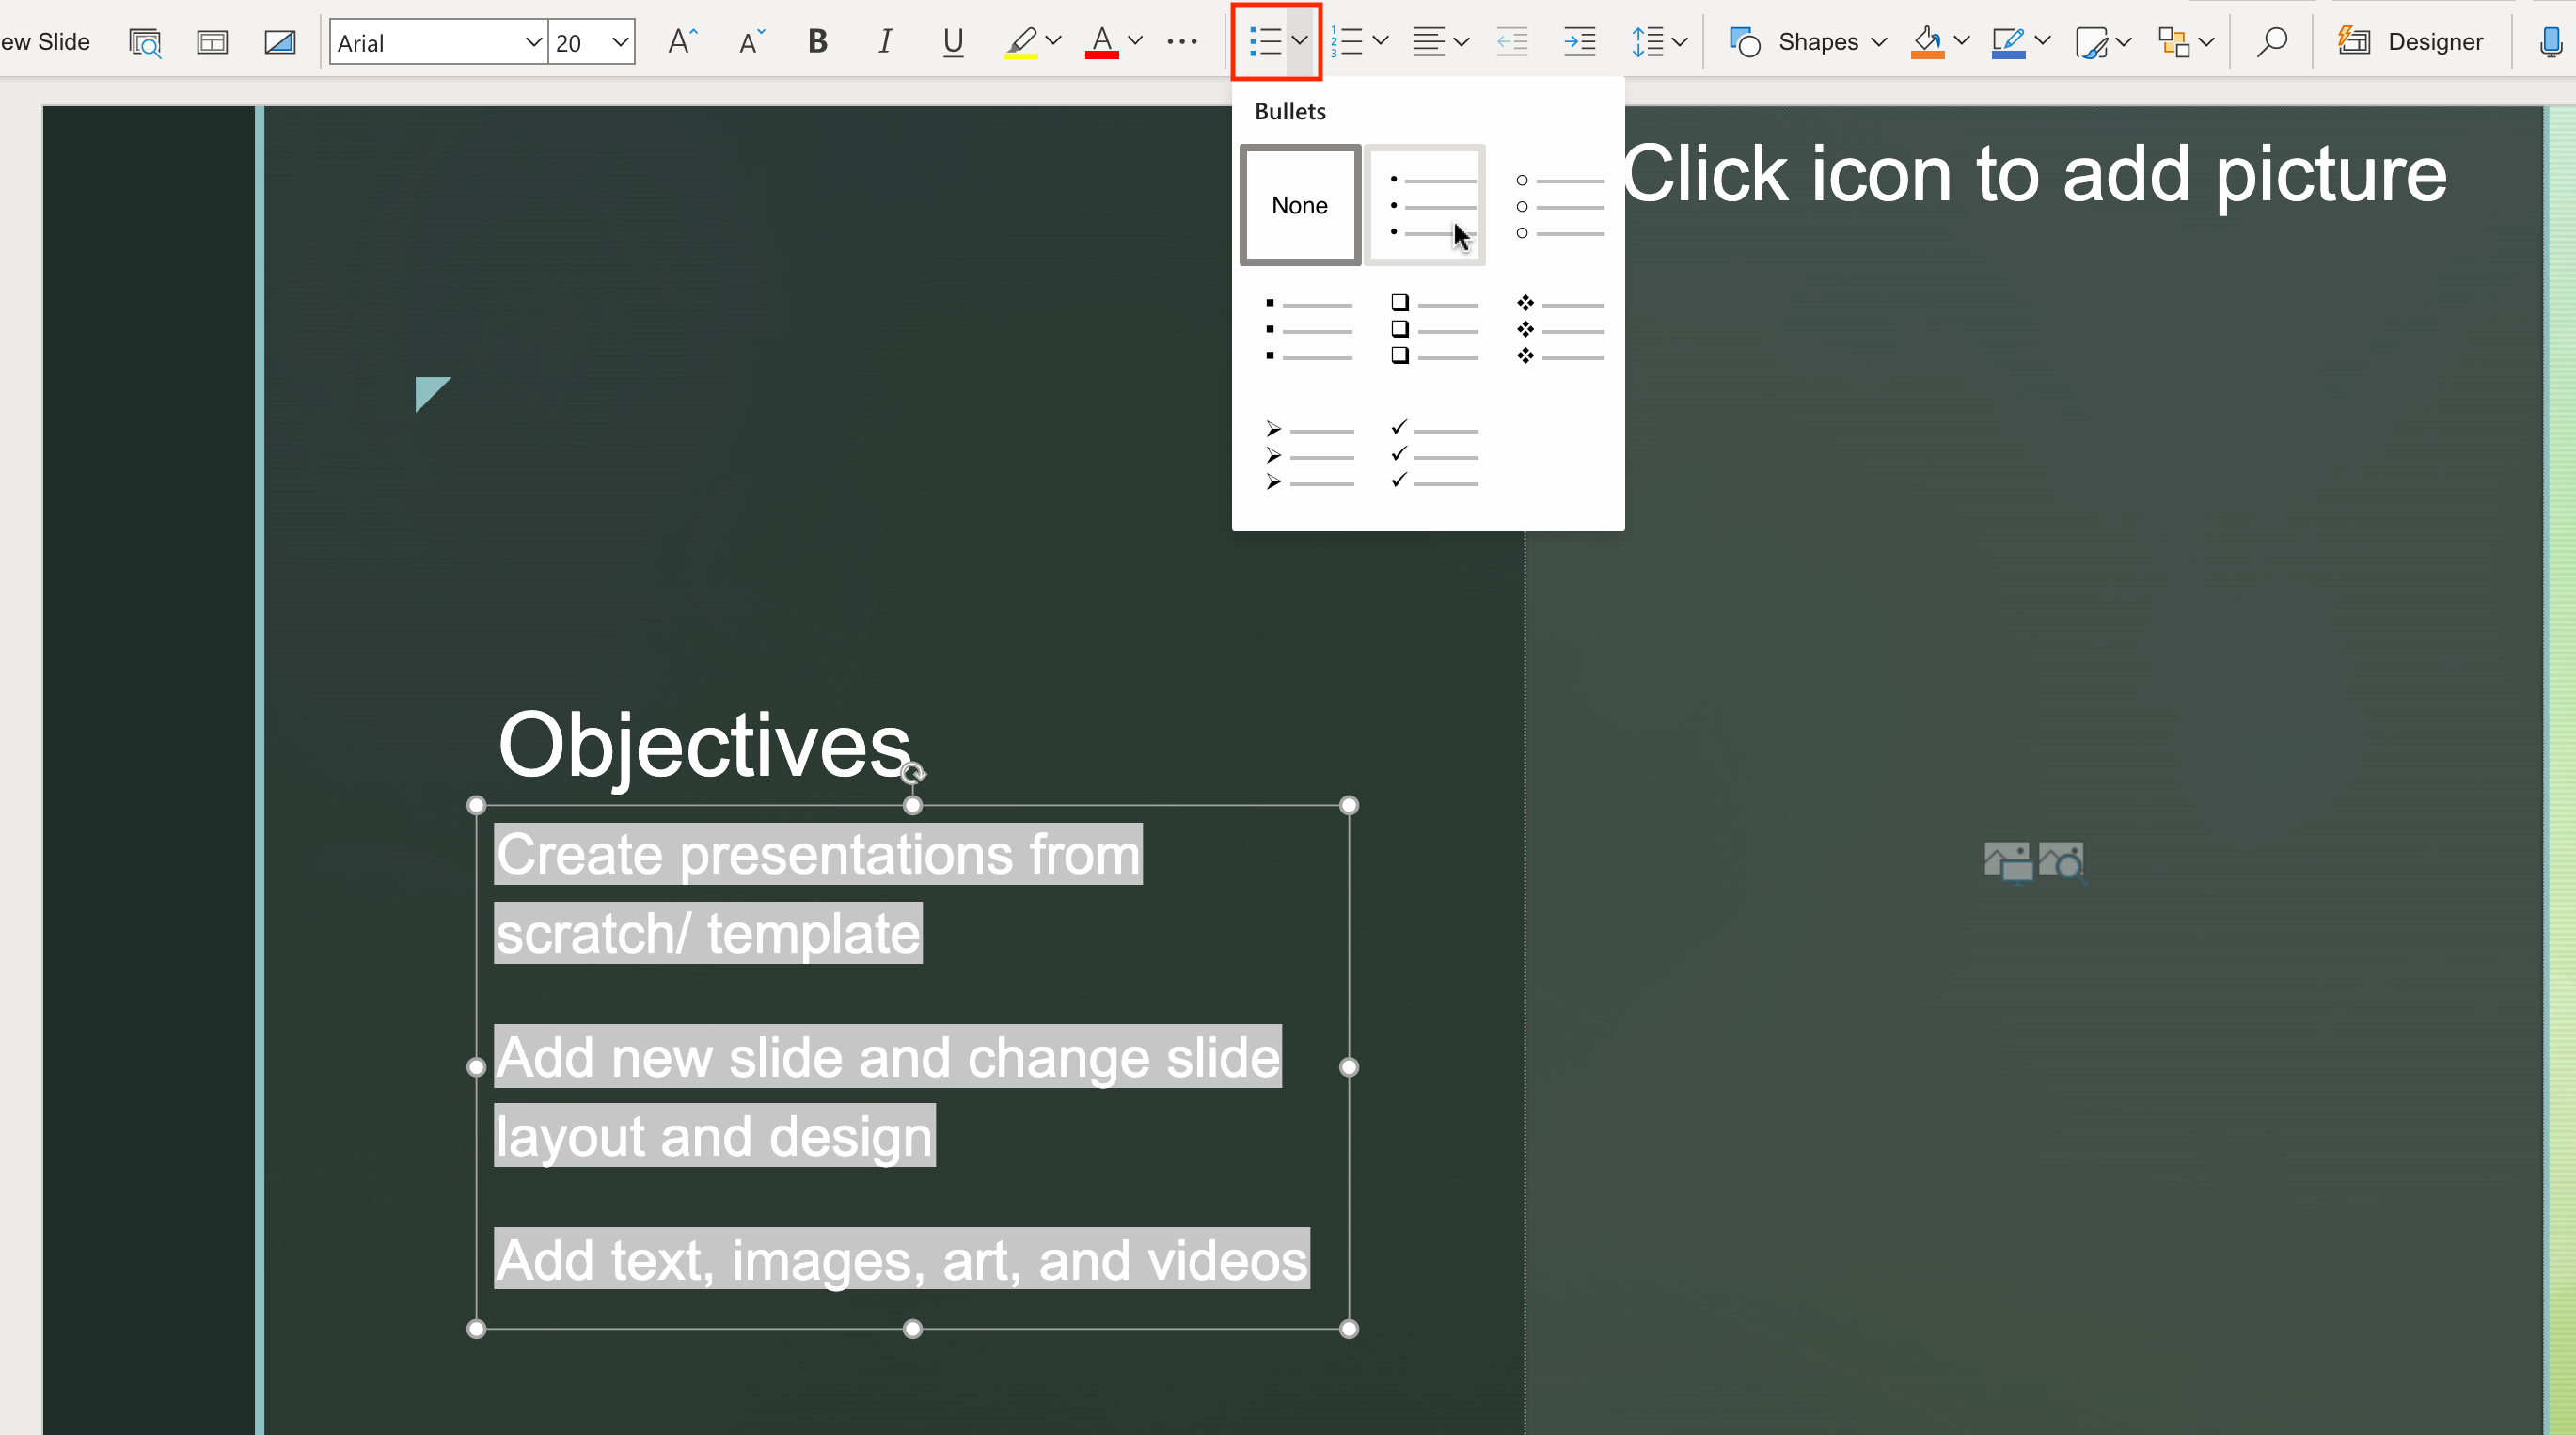 ew Slide
Arial
20
B
I
U
A
Shapes
Designer
Bullets
None
Click icon to add picture
Objectives
Create presentations from
scratch/ template
Add new slide and change slide
layout and design
Add text, images, art, and videos